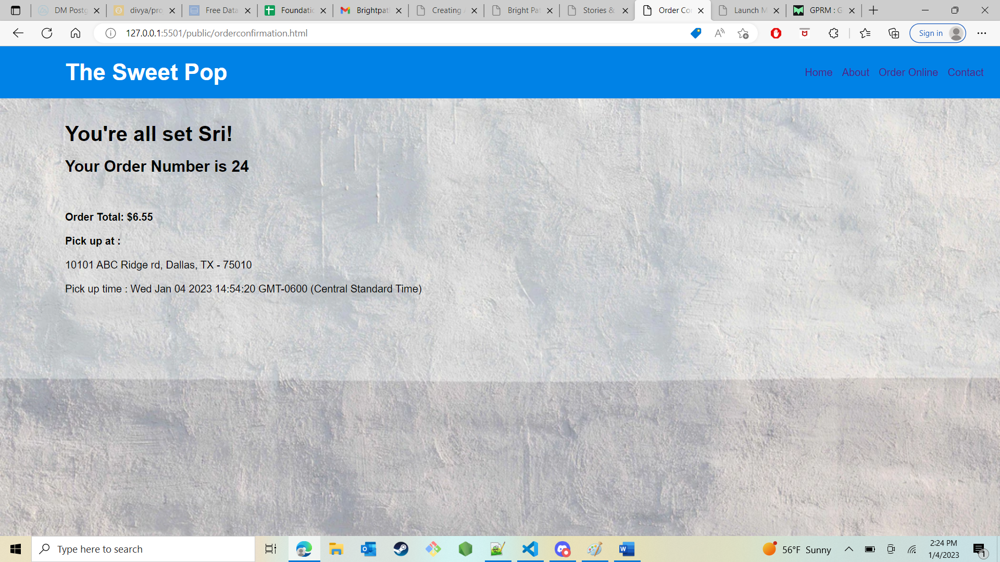 DM Postg
divya/pro
Free Data
Foundatio
Brightpat
Creating A
Bright Pat
Stories &
Order Con
Launch M
GPRM : G
127.0.0.1:5501/public/orderconfirmation.html
Sign in
The Sweet Pop
Home About Order Online Contact
You're all set Sri!
Your Order Number is 24
Order Total: $6.55
Pick up at :
10101 ABC Ridge rd, Dallas, TX - 75010
Pick up time : Wed Jan 04 2023 14:54:20 GMT-0600 (Central Standard Time)
Type here to search
56°F Sunny
2:24 PM
1/4/2023
1